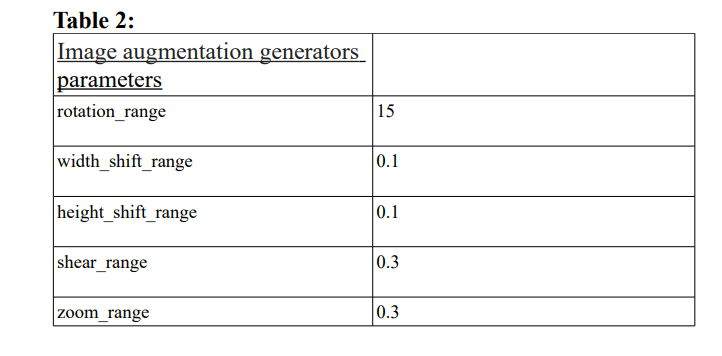 Table 2:
Image augmentation generators
parameters
rotation_range 15
width_shift_range 0.1
height_shift_range 0.1
shear_range 0.3
zoom_range 0.3